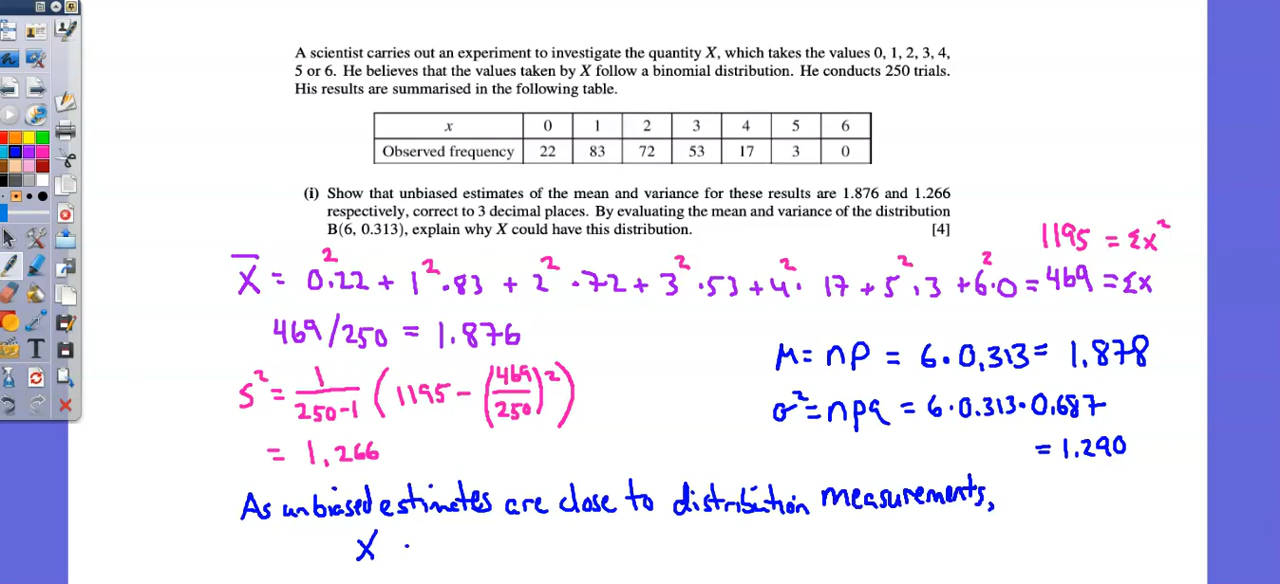 A scientist carries out an experiment to investigate the quantity X, which takes the values 0, 1, 2, 3, 4,
5 or 6. He believes that the values taken by X follow a binomial distribution. He conducts 250 trials.
His results are summarised in the following table.
x 0 1 2 3 4 5 6
Observed frequency 22 83 72 53 17 3 0
(i) Show that unbiased estimates of the mean and variance for these results are 1.876 and 1.266
respectively, correct to 3 decimal places. By evaluating the mean and variance of the distribution
B(6, 0.313), explain why X could have this distribution. [4]
1195 = Σx²
X̅ = 0².22 + 1².83 + 2².72 + 3².53 + 4². 17 + 5².3 + 6².0 = 469 = Σx
469/250 = 1.876
S² = 1/(250-1) (1195 - (469/250)²)
= 1.266
μ = np = 6.0.313 = 1.878
σ² = npq = 6.0.313.0.687
= 1.290
As unbiased estimates are close to distribution measurements,
X .
T